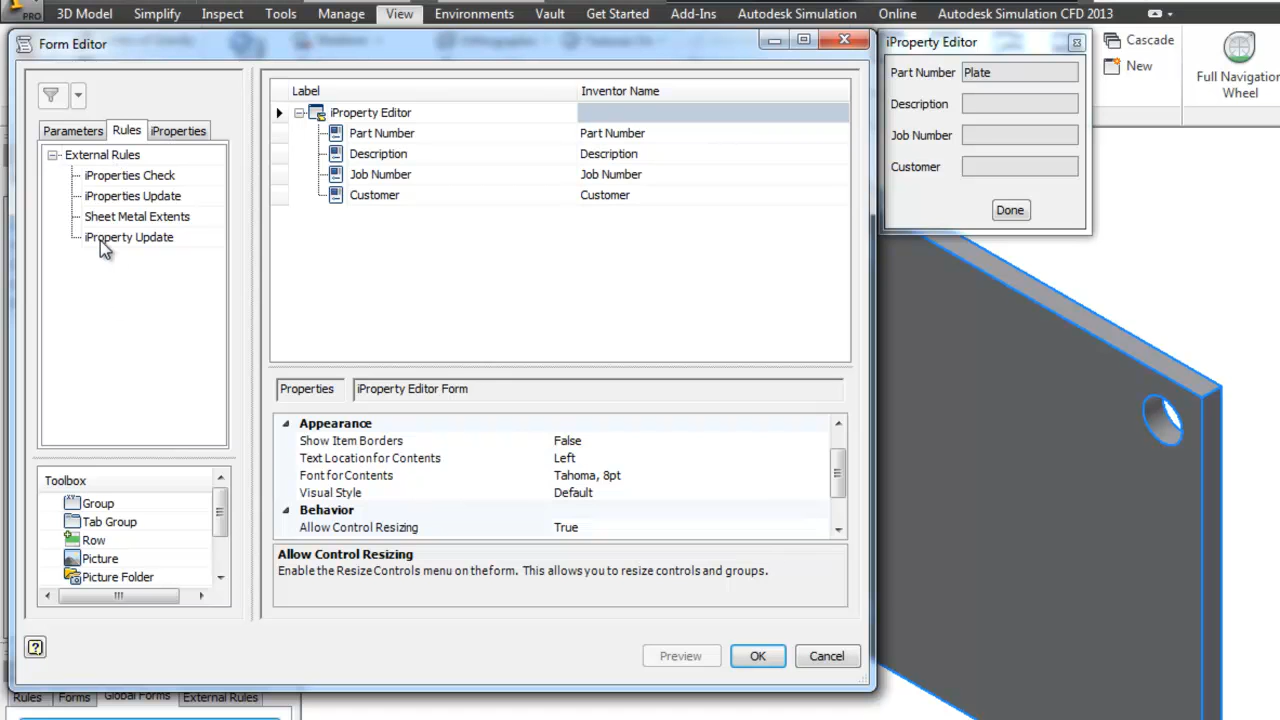 PRO
3D Model Simplify Inspect Tools Manage View Environments Vault Get Started Add-Ins Autodesk Simulation Online Autodesk Simulation CFD 2013
Form Editor
iProperty Editor
Cascade
New
Full Navigation
Wheel
Part Number Plate
Description
Job Number
Customer
Done
Parameters Rules iProperties
External Rules
iProperties Check
iProperties Update
Sheet Metal Extents
iProperty Update
Label Inventor Name
iProperty Editor
Part Number Part Number
Description Description
Job Number Job Number
Customer Customer
Properties iProperty Editor Form
Appearance
Show Item Borders False
Text Location for Contents Left
Font for Contents Tahoma, 8pt
Visual Style Default
Behavior
Allow Control Resizing True
Allow Control Resizing
Enable the Resize Controls menu on the form. This allows you to resize controls and groups.
Toolbox
Group
Tab Group
Row
Picture
Picture Folder
Preview OK Cancel
Rules Forms Global Forms External Rules